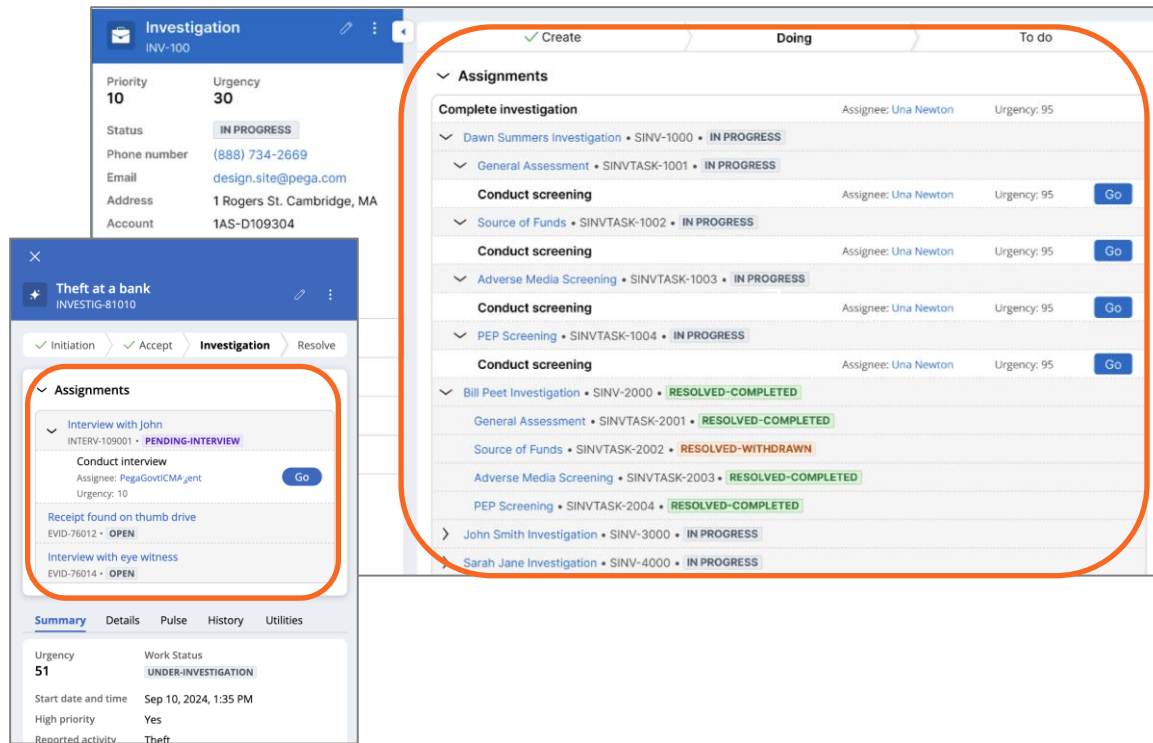 Investigation
INV-100
Priority Urgency
10 30
Status IN PROGRESS
Phone number (888) 734-2669
Email design.site@pega.com
Address 1 Rogers St. Cambridge, MA
Account 1AS-D109304
Create Doing To do
Assignments
Complete investigation Assignee: Una Newton Urgency: 95
Dawn Summers Investigation • SINV-1000 • IN PROGRESS
General Assessment • SINVTASK-1001 • IN PROGRESS
Conduct screening Assignee: Una Newton Urgency: 95 Go
Source of Funds • SINVTASK-1002 • IN PROGRESS
Conduct screening Assignee: Una Newton Urgency: 95 Go
Adverse Media Screening • SINVTASK-1003 • IN PROGRESS
Conduct screening Assignee: Una Newton Urgency: 95 Go
PEP Screening • SINVTASK-1004 • IN PROGRESS
Conduct screening Assignee: Una Newton Urgency: 95 Go
Bill Peet Investigation • SINV-2000 • RESOLVED-COMPLETED
General Assessment • SINVTASK-2001 • RESOLVED-COMPLETED
Source of Funds • SINVTASK-2002 • RESOLVED-WITHDRAWN
Adverse Media Screening • SINVTASK-2003 • RESOLVED-COMPLETED
PEP Screening • SINVTASK-2004 • RESOLVED-COMPLETED
John Smith Investigation • SINV-3000 • IN PROGRESS
Sarah Jane Investigation • SINV-4000 • IN PROGRESS
Theft at a bank
INVESTIG-81010
Initiation Accept Investigation Resolve
Assignments
Interview with John
INTERV-109001 • PENDING-INTERVIEW
Conduct interview
Assignee: Go
Urgency: 10
Receipt found on thumb drive
EVID-76012 • OPEN
Interview with eye witness
EVID-76014 • OPEN
Summary Details Pulse History Utilities
Urgency Work Status
51 UNDER-INVESTIGATION
Start date and time Sep 10, 2024, 1:35 PM
High priority Yes
Reported activity Theft